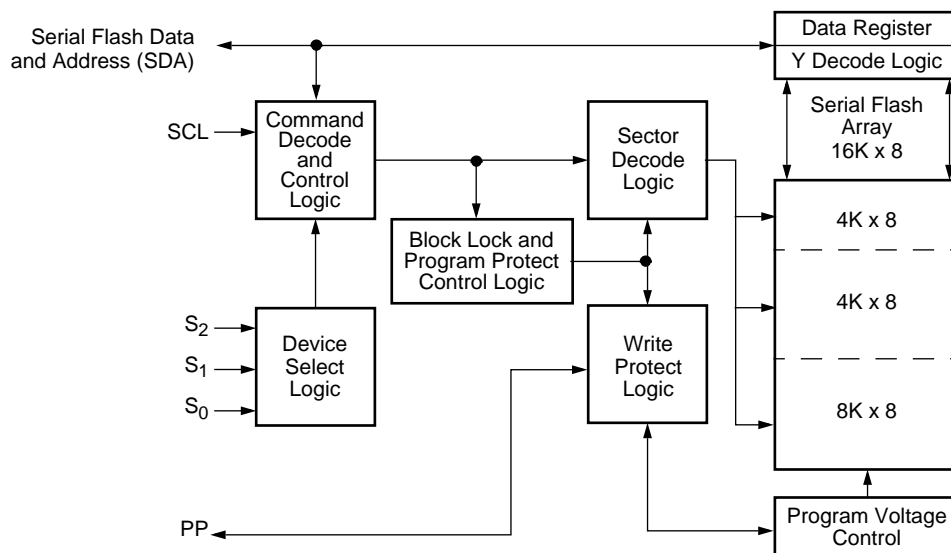 Serial Flash Data
and Address (SDA)
Data Register
Y Decode Logic
Serial Flash
Array
16K x 8
SCL
Command
Decode
and
Control
Logic
Sector
Decode
Logic
Block Lock and
Program Protect
Control Logic
4K x 8
4K x 8
8K x 8
S2
S1
S0
Device
Select
Logic
Write
Protect
Logic
PP
Program Voltage
Control